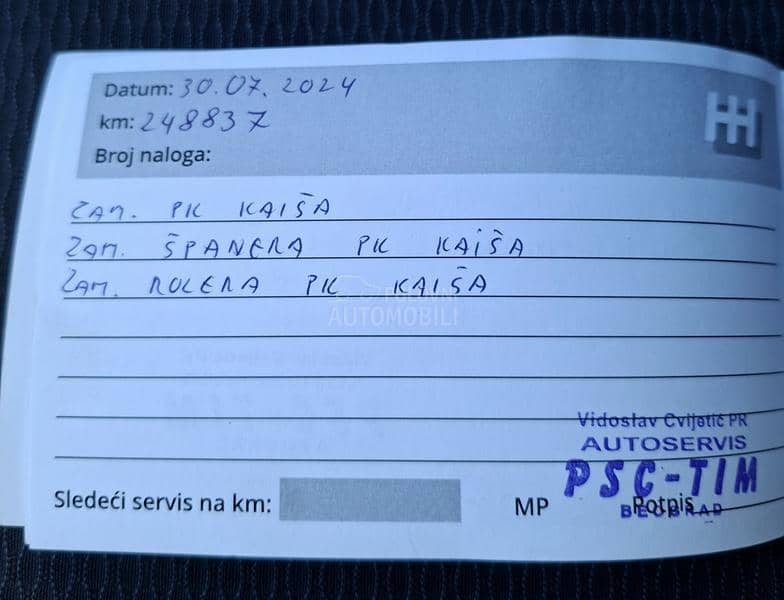 Datum: 30.07.2024
km: 248837
Broj naloga:
ZAM. PK KAIŠA
ZAM. ŠPANERA PK KAIŠA
ZAM. ROLERA PK KAIŠA
POLOVNI
AUTOMOBILI
Vidoslav Cvijetić PR
AUTOSERVIS
PSC-TIM
BEOGRAD
Sledeći servis na km:
MP
Potpis